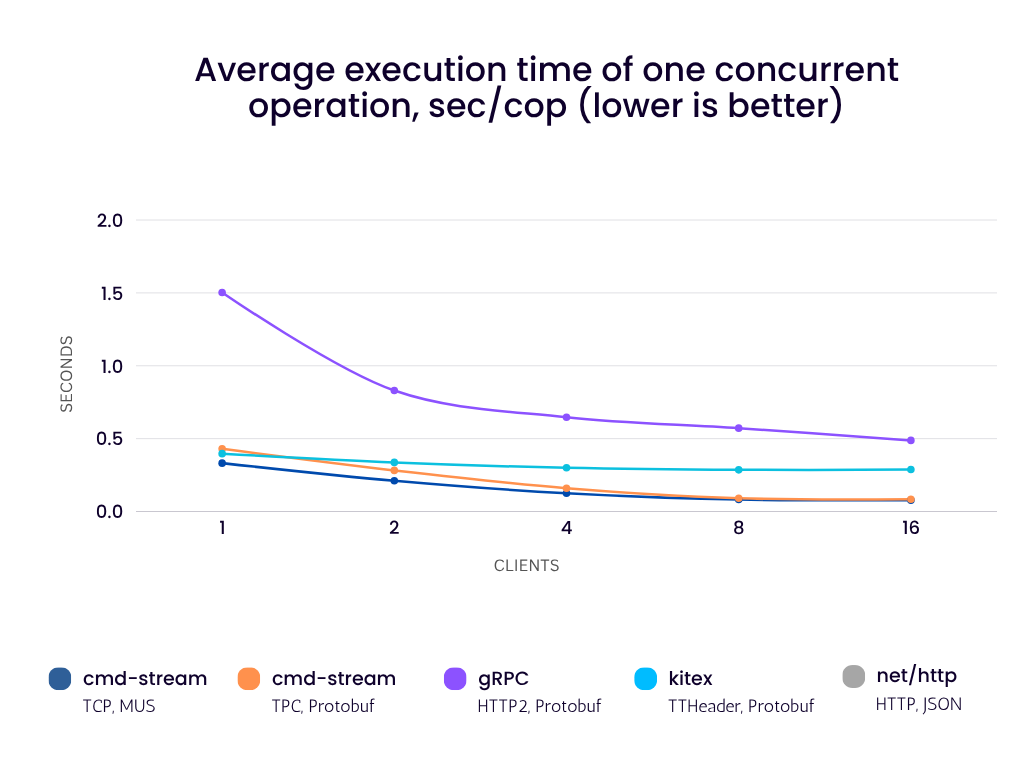 Average execution time of one concurrent
operation, sec/cop (lower is better)
2.0
1.5
1.0
0.5
0.0
SECONDS
1 2 4 8 16
CLIENTS
cmd-stream cmd-stream gRPC kitex net/http
TCP, MUS TPC, Protobuf HTTP2, Protobuf TTHeader, Protobuf HTTP, JSON